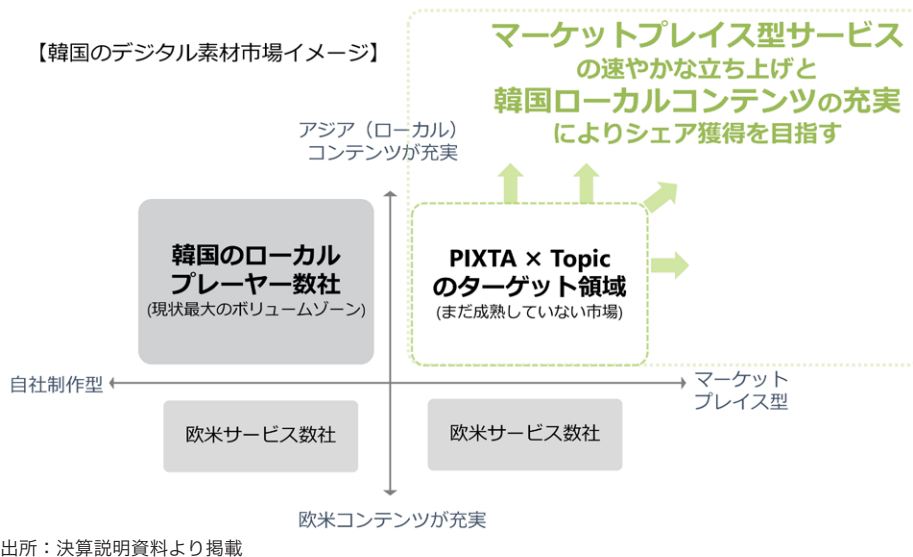 【韓国のデジタル素材市場イメージ】
マーケットプレイス型サービス
の速やかな立ち上げと
韓国ローカルコンテンツの充実
によりシェア獲得を目指す
アジア（ローカル）
コンテンツが充実
韓国のローカル
プレーヤー数社
(現状最大のボリュームゾーン)
PIXTA × Topic
のターゲット領域
(まだ成熟していない市場)
自社制作型
マーケット
プレイス型
欧米サービス数社
欧米サービス数社
欧米コンテンツが充実
出所：決算説明資料より掲載